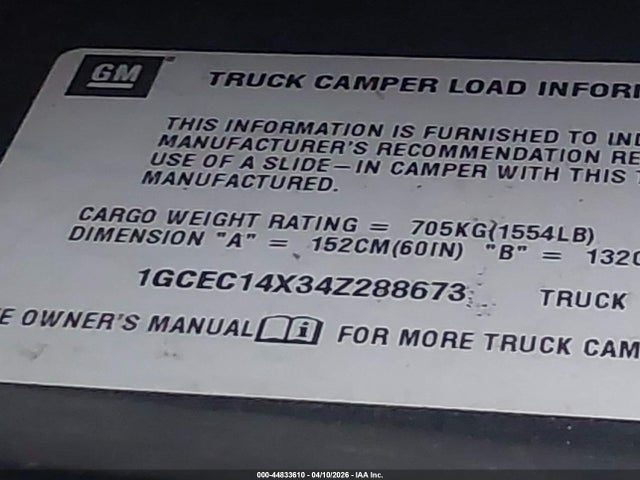 GM TRUCK CAMPER LOAD INFOR
THIS INFORMATION IS FURNISHED TO IND
MANUFACTURER'S RECOMMENDATION RE
USE OF A SLIDE-IN CAMPER WITH THIS T
MANUFACTURED.
CARGO WEIGHT RATING = 705KG(1554LB)
DIMENSION "A" = 152CM(60IN) "B" = 132C
1GCEC14X34Z288673 TRUCK
E OWNER'S MANUAL i FOR MORE TRUCK CAM
000-44833610 - 04/10/2026 - IAA Inc.